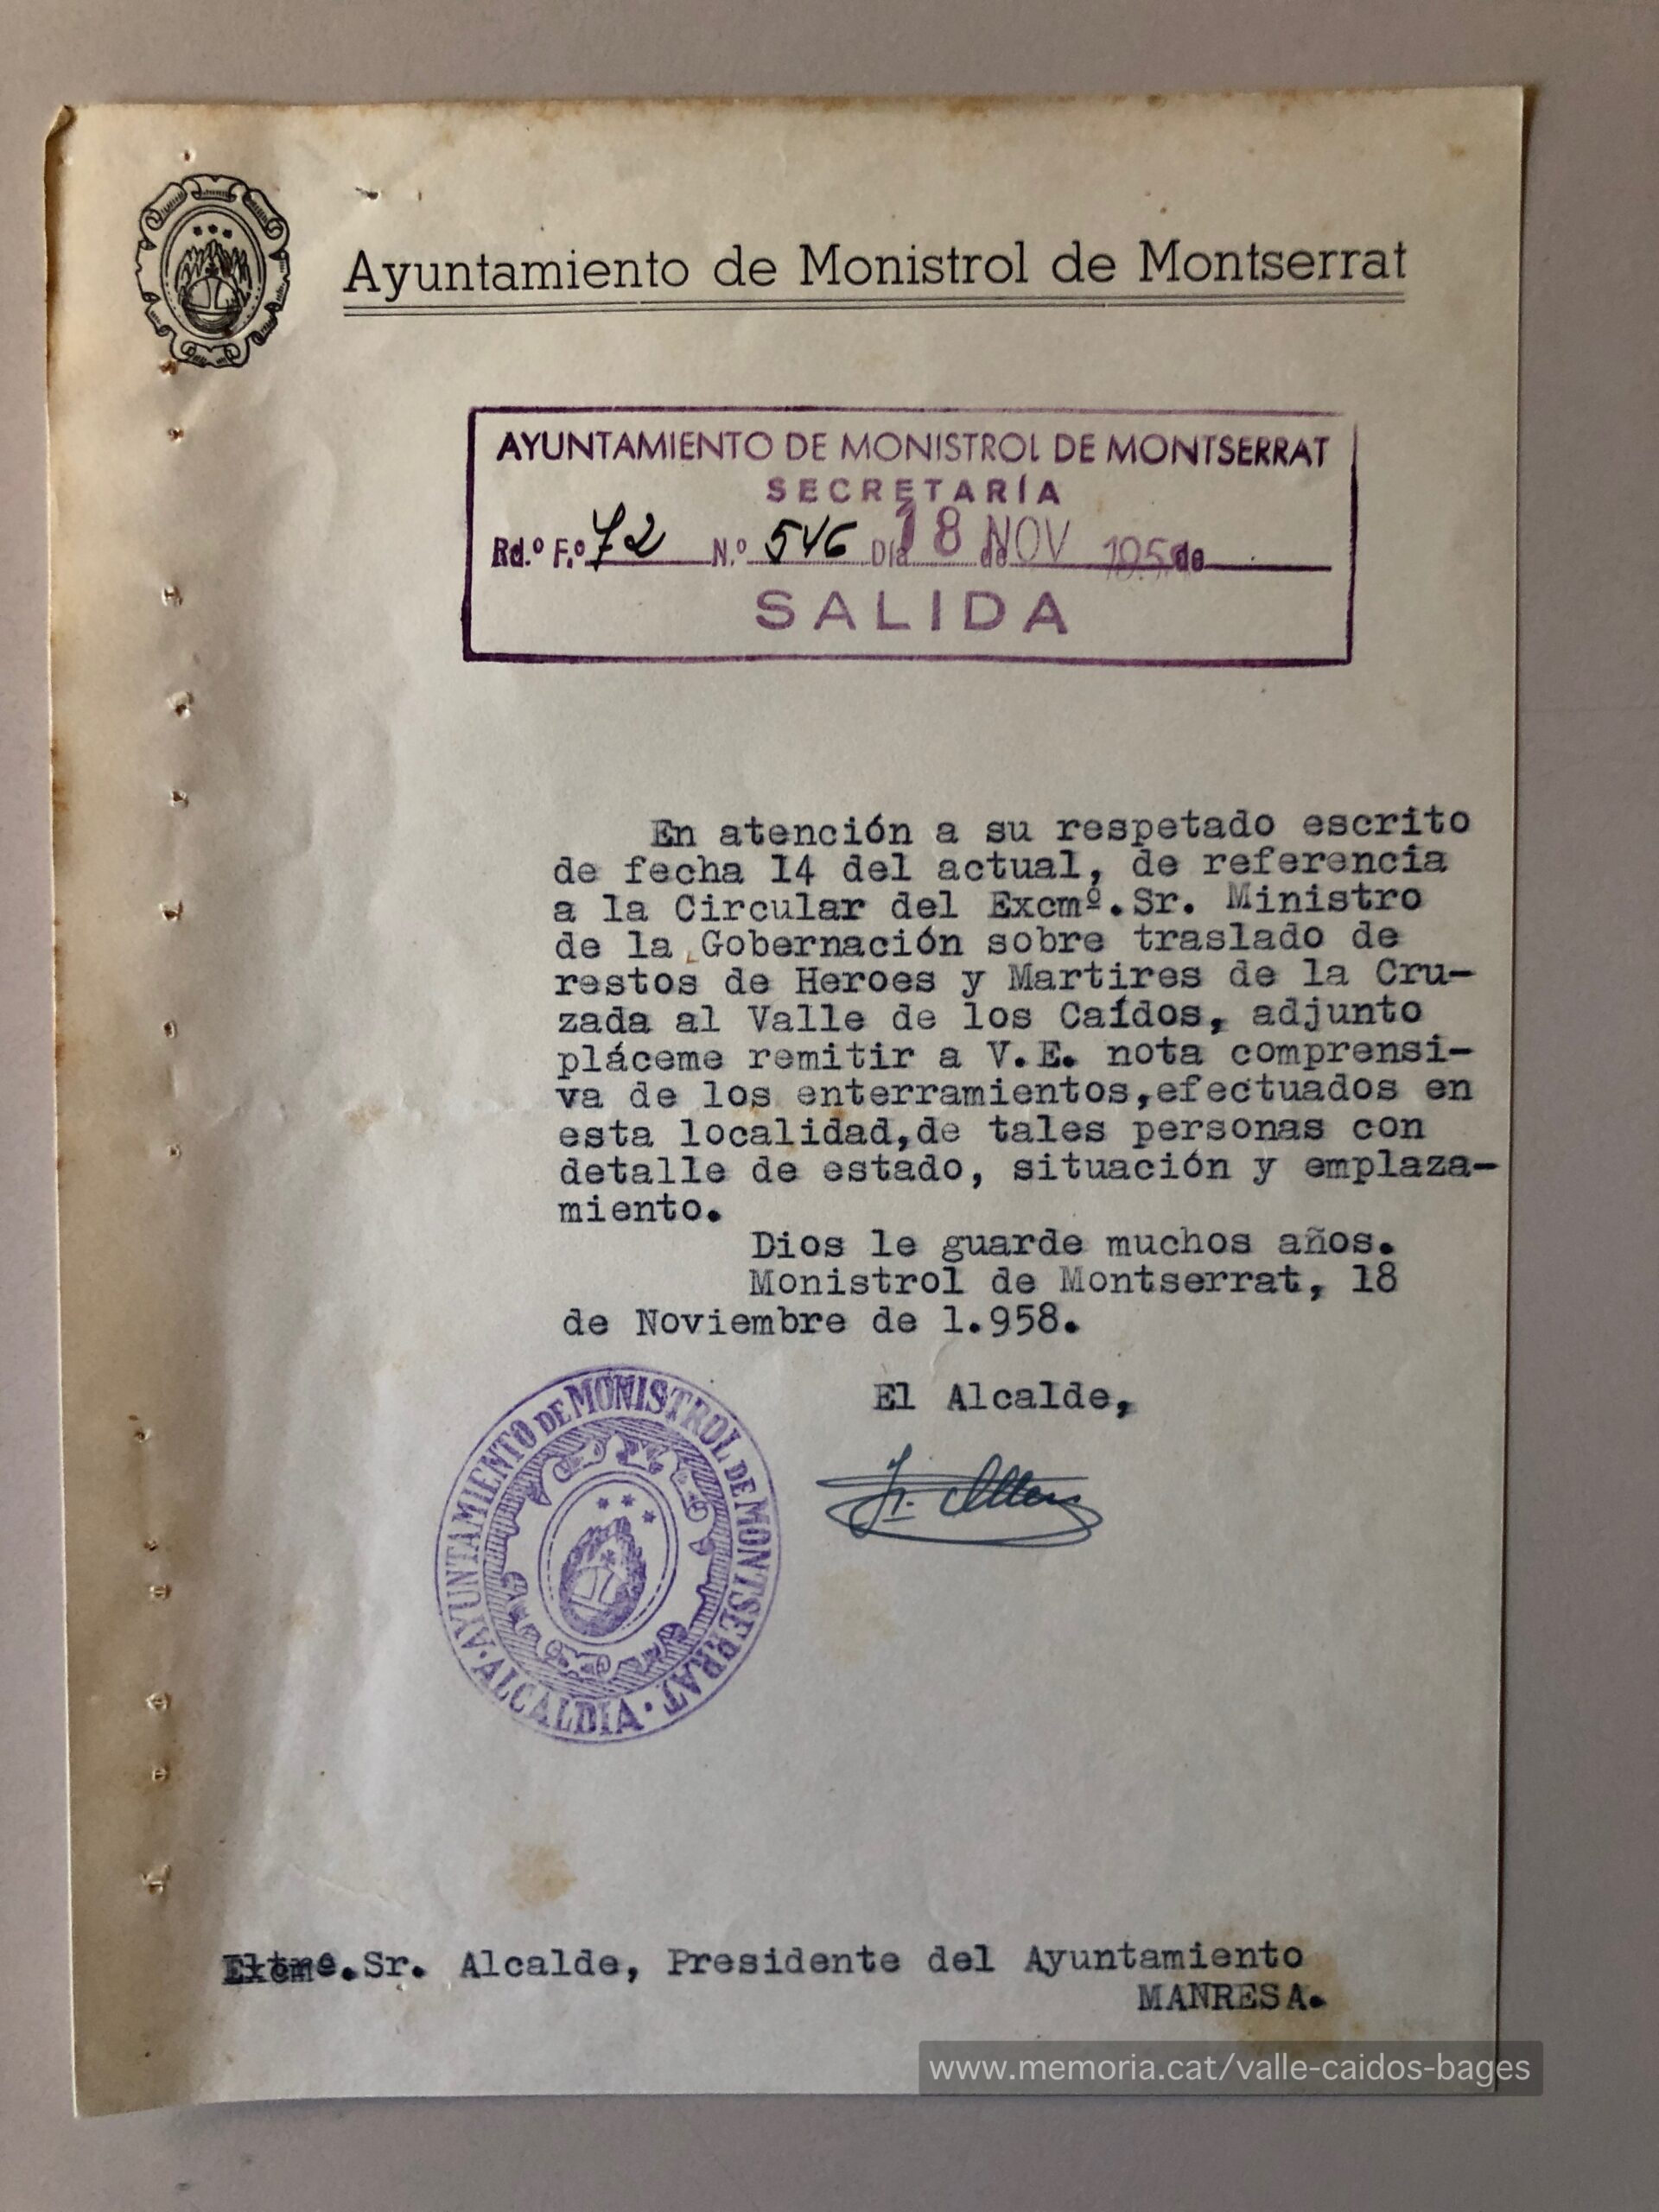 Ayuntamiento de Monistrol de Montserrat
AYUNTAMIENTO DE MONISTROL DE MONTSERRAT
SECRETARÍA
Rd.º F.º 72 N.º 546 Día 18 de NOV 195 de
SALIDA
En atención a su respetado escrito
de fecha 14 del actual, de referencia
a la Circular del Excmº.Sr. Ministro
de la Gobernación sobre traslado de
restos de Heroes y Martires de la Cru-
zada al Valle de los Caídos, adjunto
pláceme remitir a V.E. nota comprensi-
va de los enterramientos,efectuados en
esta localidad,de tales personas con
detalle de estado, situación y emplaza-
miento.
Dios le guarde muchos años.
Monistrol de Montserrat, 18
de Noviembre de 1.958.
El Alcalde,
AYUNTAMIENTO DE MONISTROL DE MONTSERRAT · ALCALDIA ·
Sr. Alcalde, Presidente del Ayuntamiento
MANRESA.
www.memoria.cat/valle-caidos-bages